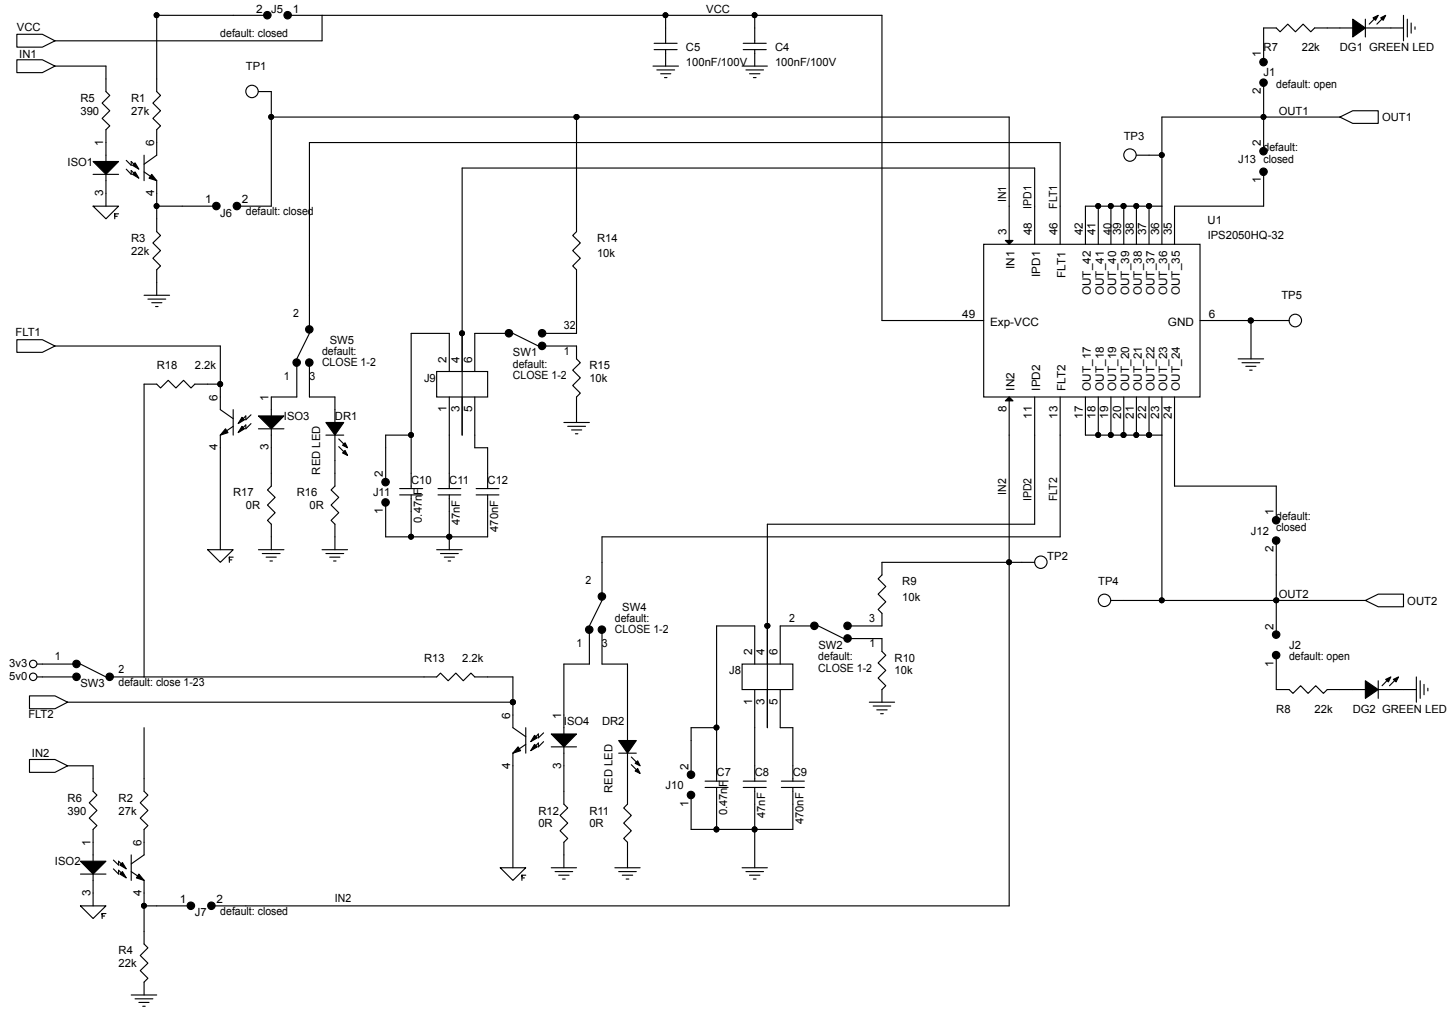 2 J5 1
VCC
VCC
default: closed
IN1
TP1
C5
100nF/100V
C4
100nF/100V
R7
22k
DG1
GREEN LED
1
J1
default: open
2
OUT1
OUT1
R5
390
R1
27k
1
6
ISO1
3
4
F
1 J6 2
default: closed
R3
22k
TP3
2
default:
closed
J13
1
IN1
IPD1
FLT1
3
48
46
42
41
40
39
38
37
36
35
U1
IPS2050HQ-32
IN1
IPD1
FLT1
OUT_42
OUT_41
OUT_40
OUT_39
OUT_38
OUT_37
OUT_36
OUT_35
R14
10k
49
Exp-VCC
GND
6
TP5
FLT1
2
SW5
default:
CLOSE 1-2
1
3
32
SW1
default:
CLOSE 1-2
1
R15
10k
R18
2.2k
2
4
6
J9
1
3
5
6
4
1
ISO3
3
DR1
RED LED
IN2
IPD2
FLT2
OUT_17
OUT_18
OUT_19
OUT_20
OUT_21
OUT_22
OUT_23
OUT_24
8
11
13
17
18
19
20
21
22
23
24
IN2
IPD2
FLT2
R17
0R
R16
0R
2
J11
1
C10
0.47nF
C11
47nF
C12
470nF
F
1
default:
closed
J12
2
TP2
R9
10k
TP4
OUT2
OUT2
2
SW4
default:
CLOSE 1-2
1
3
2
3
SW2
default:
CLOSE 1-2
1
R10
10k
2
J2
default: open
1
3v3
5v0
1
SW3
2
default: close 1-23
R13
2.2k
2
4
6
J8
1
3
5
R8
22k
DG2
GREEN LED
FLT2
6
4
1
ISO4
3
DR2
RED LED
IN2
2
J10
1
C7
0.47nF
C8
47nF
C9
470nF
R6
390
R2
27k
R12
0R
R11
0R
1
6
ISO2
3
4
F
F
1 J7 2
default: closed
IN2
R4
22k